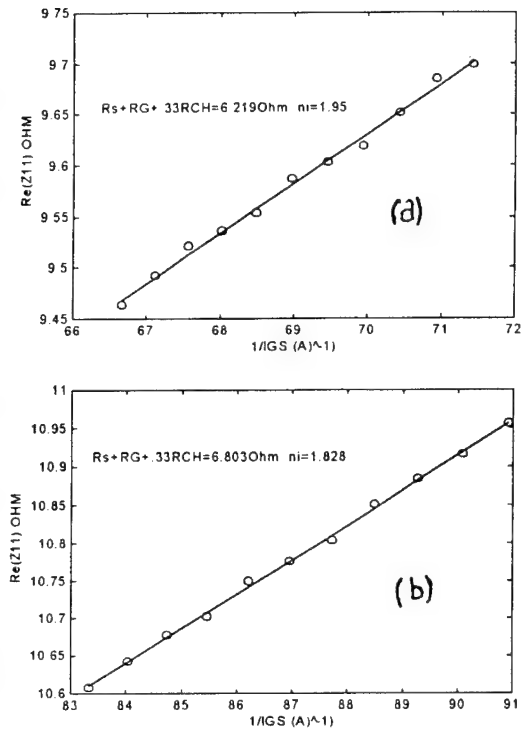 9 75
9.7
9.65
9.6
9.55
9.5
9.45
Re(Z11) OHM
Rs+RG+ 33RCH=6 219Ohm ni=1.95
(a)
66 67 68 69 70 71 72
1/IGS (A)^-1)
11
10.95
10.9
10.85
10.8
10.75
10.7
10.65
10.6
Re(Z11) OHM
Rs+RG+.33RCH=6.803Ohm ni=1.828
(b)
83 84 85 86 87 88 89 90 91
1/IGS (A)^-1)